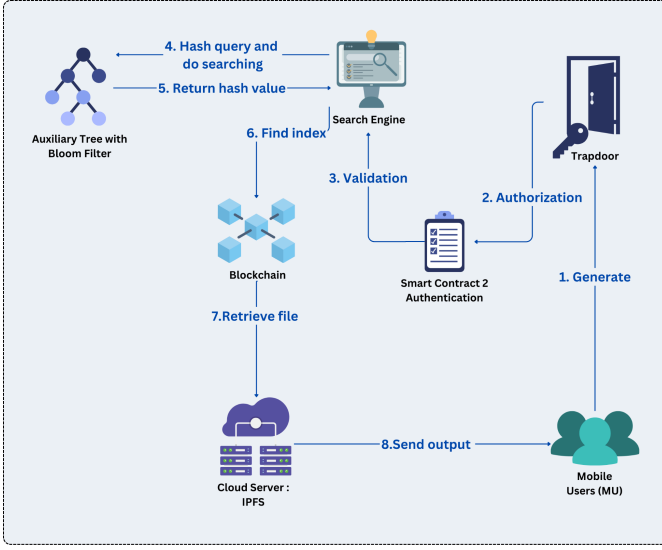 4. Hash query and
do searching
5. Return hash value
Auxiliary Tree with
Bloom Filter
Search Engine
6. Find index
Trapdoor
3. Validation
2. Authorization
Blockchain
Smart Contract 2
Authentication
1. Generate
7.Retrieve file
8.Send output
Cloud Server :
IPFS
Mobile
Users (MU)